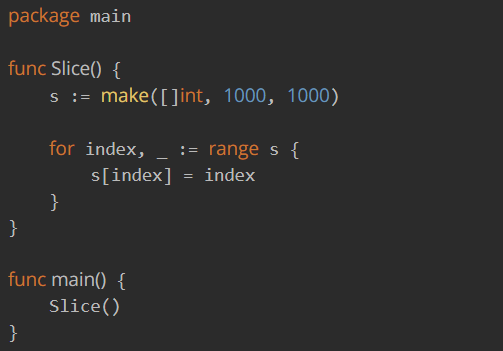 package main
func Slice() {
s := make([]int, 1000, 1000)
for index, _ := range s {
s[index] = index
}
}
func main() {
Slice()
}